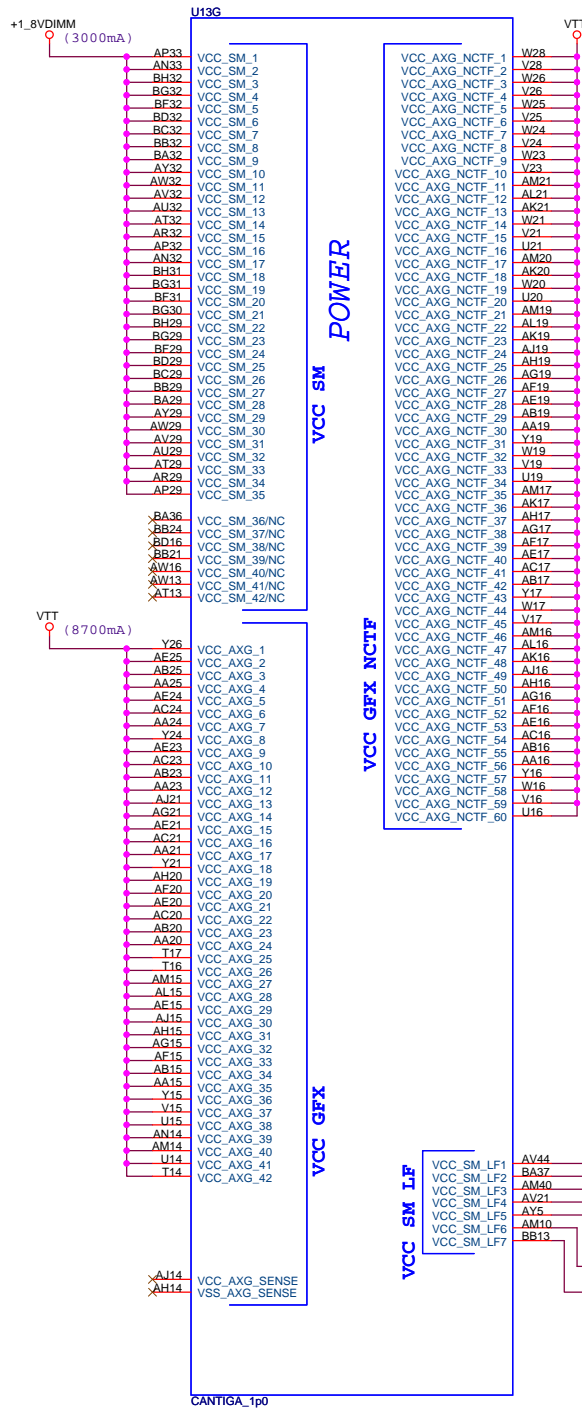 U13G
+1_8VDIMM
(3000mA)
VTT
AP33 VCC_SM_1
AN33 VCC_SM_2
BH32 VCC_SM_3
BG32 VCC_SM_4
BF32 VCC_SM_5
BD32 VCC_SM_6
BC32 VCC_SM_7
BB32 VCC_SM_8
BA32 VCC_SM_9
AY32 VCC_SM_10
AW32 VCC_SM_11
AV32 VCC_SM_12
AU32 VCC_SM_13
AT32 VCC_SM_14
AR32 VCC_SM_15
AP32 VCC_SM_16
AN32 VCC_SM_17
BH31 VCC_SM_18
BG31 VCC_SM_19
BF31 VCC_SM_20
BG30 VCC_SM_21
BH29 VCC_SM_22
BG29 VCC_SM_23
BF29 VCC_SM_24
BD29 VCC_SM_25
BC29 VCC_SM_26
BB29 VCC_SM_27
BA29 VCC_SM_28
AY29 VCC_SM_29
AW29 VCC_SM_30
AV29 VCC_SM_31
AU29 VCC_SM_32
AT29 VCC_SM_33
AR29 VCC_SM_34
AP29 VCC_SM_35
BA36 VCC_SM_36/NC
BB24 VCC_SM_37/NC
BD16 VCC_SM_38/NC
BB21 VCC_SM_39/NC
AW16 VCC_SM_40/NC
AW13 VCC_SM_41/NC
AT13 VCC_SM_42/NC
VCC SM
POWER
VTT
(8700mA)
Y26 VCC_AXG_1
AE25 VCC_AXG_2
AB25 VCC_AXG_3
AA25 VCC_AXG_4
AE24 VCC_AXG_5
AC24 VCC_AXG_6
AA24 VCC_AXG_7
Y24 VCC_AXG_8
AE23 VCC_AXG_9
AC23 VCC_AXG_10
AB23 VCC_AXG_11
AA23 VCC_AXG_12
AJ21 VCC_AXG_13
AG21 VCC_AXG_14
AE21 VCC_AXG_15
AC21 VCC_AXG_16
AA21 VCC_AXG_17
Y21 VCC_AXG_18
AH20 VCC_AXG_19
AF20 VCC_AXG_20
AE20 VCC_AXG_21
AC20 VCC_AXG_22
AB20 VCC_AXG_23
AA20 VCC_AXG_24
T17 VCC_AXG_25
T16 VCC_AXG_26
AM15 VCC_AXG_27
AL15 VCC_AXG_28
AE15 VCC_AXG_29
AJ15 VCC_AXG_30
AH15 VCC_AXG_31
AG15 VCC_AXG_32
AF15 VCC_AXG_33
AB15 VCC_AXG_34
AA15 VCC_AXG_35
Y15 VCC_AXG_36
V15 VCC_AXG_37
U15 VCC_AXG_38
AN14 VCC_AXG_39
AM14 VCC_AXG_40
U14 VCC_AXG_41
T14 VCC_AXG_42
AJ14 VCC_AXG_SENSE
AH14 VSS_AXG_SENSE
VCC GFX
VCC_AXG_NCTF_1 W28
VCC_AXG_NCTF_2 V28
VCC_AXG_NCTF_3 W26
VCC_AXG_NCTF_4 V26
VCC_AXG_NCTF_5 W25
VCC_AXG_NCTF_6 V25
VCC_AXG_NCTF_7 W24
VCC_AXG_NCTF_8 V24
VCC_AXG_NCTF_9 W23
VCC_AXG_NCTF_10 V23
VCC_AXG_NCTF_11 AM21
VCC_AXG_NCTF_12 AL21
VCC_AXG_NCTF_13 AK21
VCC_AXG_NCTF_14 W21
VCC_AXG_NCTF_15 V21
VCC_AXG_NCTF_16 U21
VCC_AXG_NCTF_17 AM20
VCC_AXG_NCTF_18 AK20
VCC_AXG_NCTF_19 W20
VCC_AXG_NCTF_20 U20
VCC_AXG_NCTF_21 AM19
VCC_AXG_NCTF_22 AL19
VCC_AXG_NCTF_23 AK19
VCC_AXG_NCTF_24 AJ19
VCC_AXG_NCTF_25 AH19
VCC_AXG_NCTF_26 AG19
VCC_AXG_NCTF_27 AF19
VCC_AXG_NCTF_28 AE19
VCC_AXG_NCTF_29 AB19
VCC_AXG_NCTF_30 AA19
VCC_AXG_NCTF_31 Y19
VCC_AXG_NCTF_32 W19
VCC_AXG_NCTF_33 V19
VCC_AXG_NCTF_34 U19
VCC_AXG_NCTF_35 AM17
VCC_AXG_NCTF_36 AK17
VCC_AXG_NCTF_37 AH17
VCC_AXG_NCTF_38 AG17
VCC_AXG_NCTF_39 AF17
VCC_AXG_NCTF_40 AE17
VCC_AXG_NCTF_41 AC17
VCC_AXG_NCTF_42 AB17
VCC_AXG_NCTF_43 Y17
VCC_AXG_NCTF_44 W17
VCC_AXG_NCTF_45 V17
VCC_AXG_NCTF_46 AM16
VCC_AXG_NCTF_47 AL16
VCC_AXG_NCTF_48 AK16
VCC_AXG_NCTF_49 AJ16
VCC_AXG_NCTF_50 AH16
VCC_AXG_NCTF_51 AG16
VCC_AXG_NCTF_52 AF16
VCC_AXG_NCTF_53 AE16
VCC_AXG_NCTF_54 AC16
VCC_AXG_NCTF_55 AB16
VCC_AXG_NCTF_56 AA16
VCC_AXG_NCTF_57 Y16
VCC_AXG_NCTF_58 W16
VCC_AXG_NCTF_59 V16
VCC_AXG_NCTF_60 U16
VCC GFX NCTF
VCC_SM_LF1 AV44
VCC_SM_LF2 BA37
VCC_SM_LF3 AM40
VCC_SM_LF4 AV21
VCC_SM_LF5 AY5
VCC_SM_LF6 AM10
VCC_SM_LF7 BB13
VCC SM LF
CANTIGA_1p0